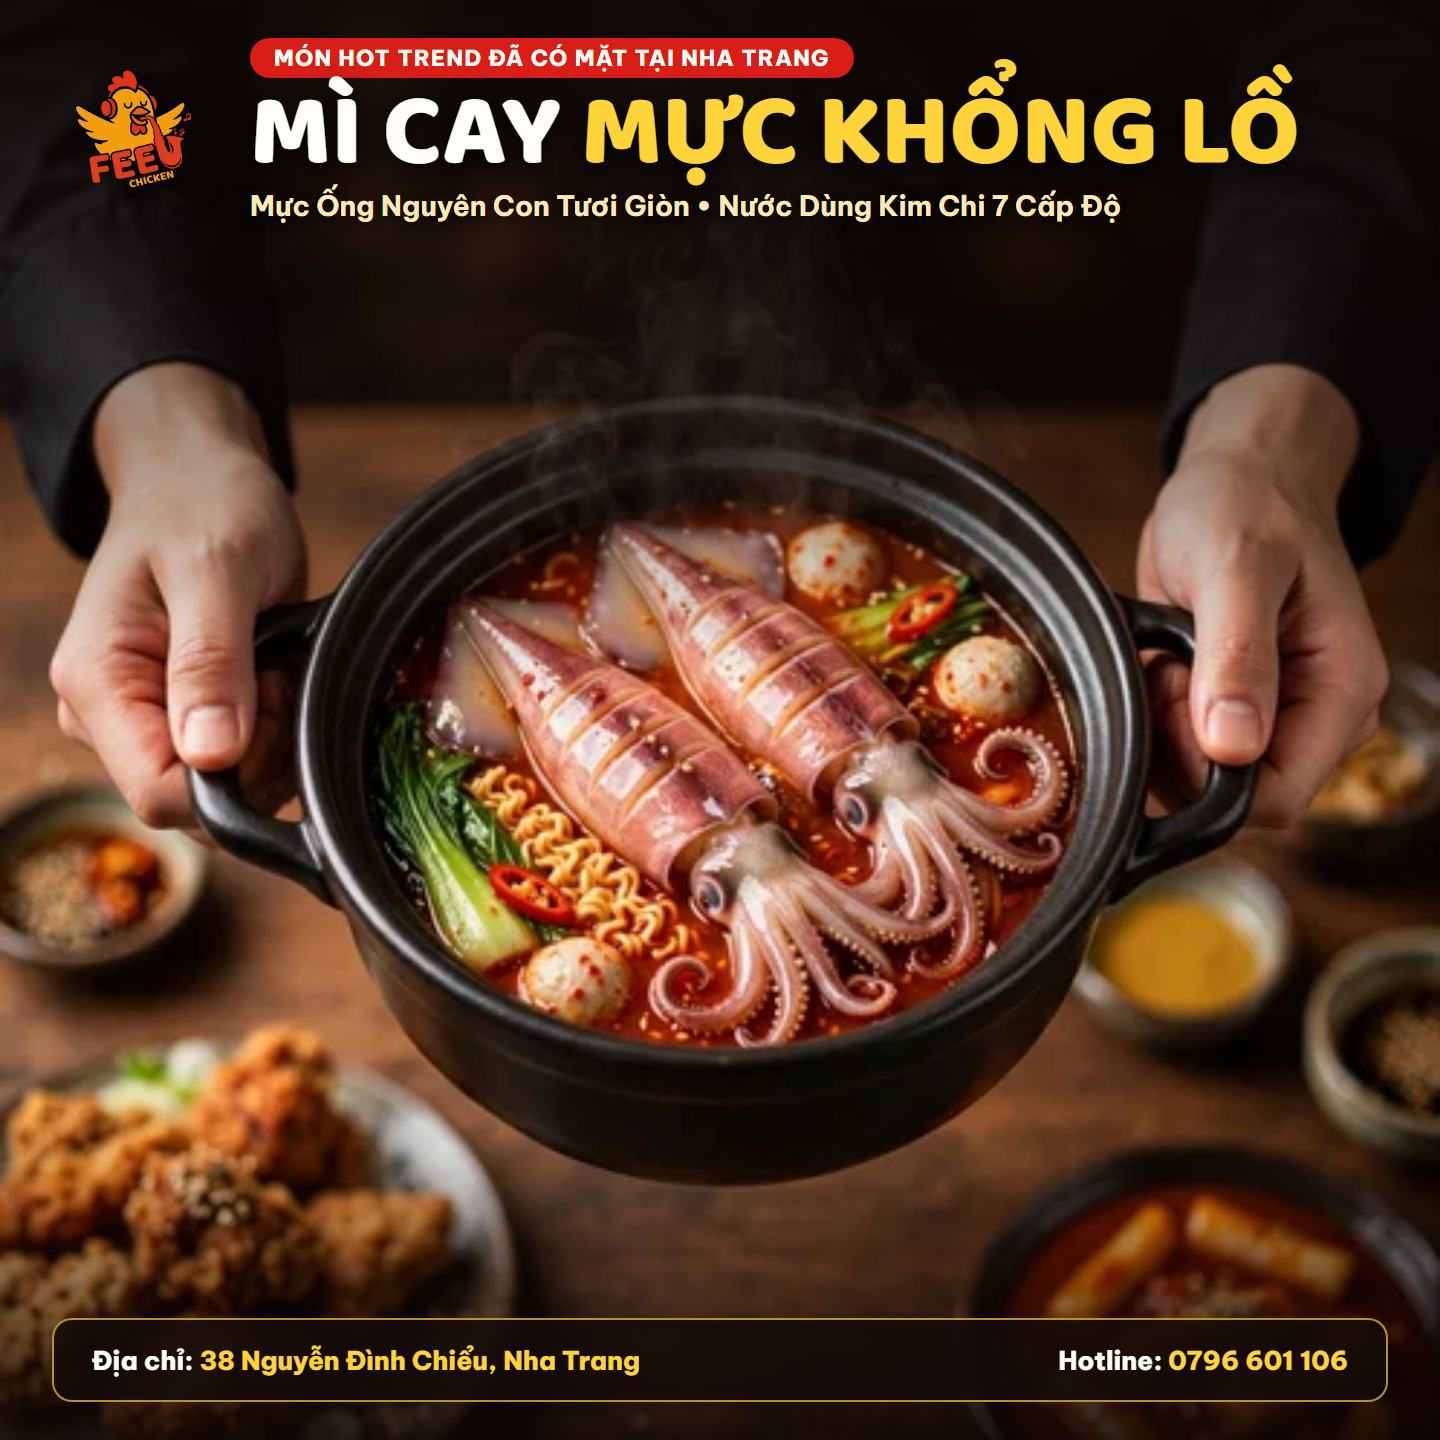 MÓN HOT TREND ĐÃ CÓ MẶT TẠI NHA TRANG
MÌ CAY MỰC KHỔNG LỒ
Mực Ống Nguyên Con Tươi Giòn • Nước Dùng Kim Chi 7 Cấp Độ
FEEU
CHICKEN
Địa chỉ: 38 Nguyễn Đình Chiểu, Nha Trang
Hotline: 0796 601 106